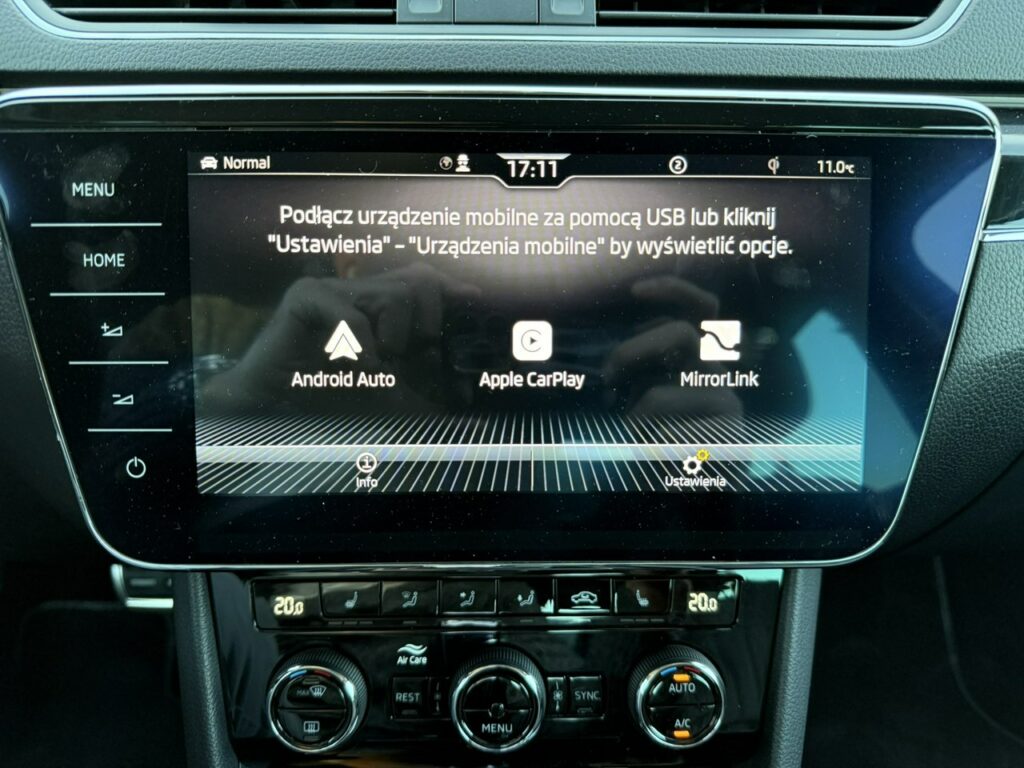 Normal 17:11 2 11.0°C
MENU
Podłącz urządzenie mobilne za pomocą USB lub kliknij
"Ustawienia" – "Urządzenia mobilne" by wyświetlić opcje.
HOME
Android Auto Apple CarPlay MirrorLink
Info Ustawienia
20,0 20,0
Air Care
MAX REST MENU SYNC AUTO
A/C